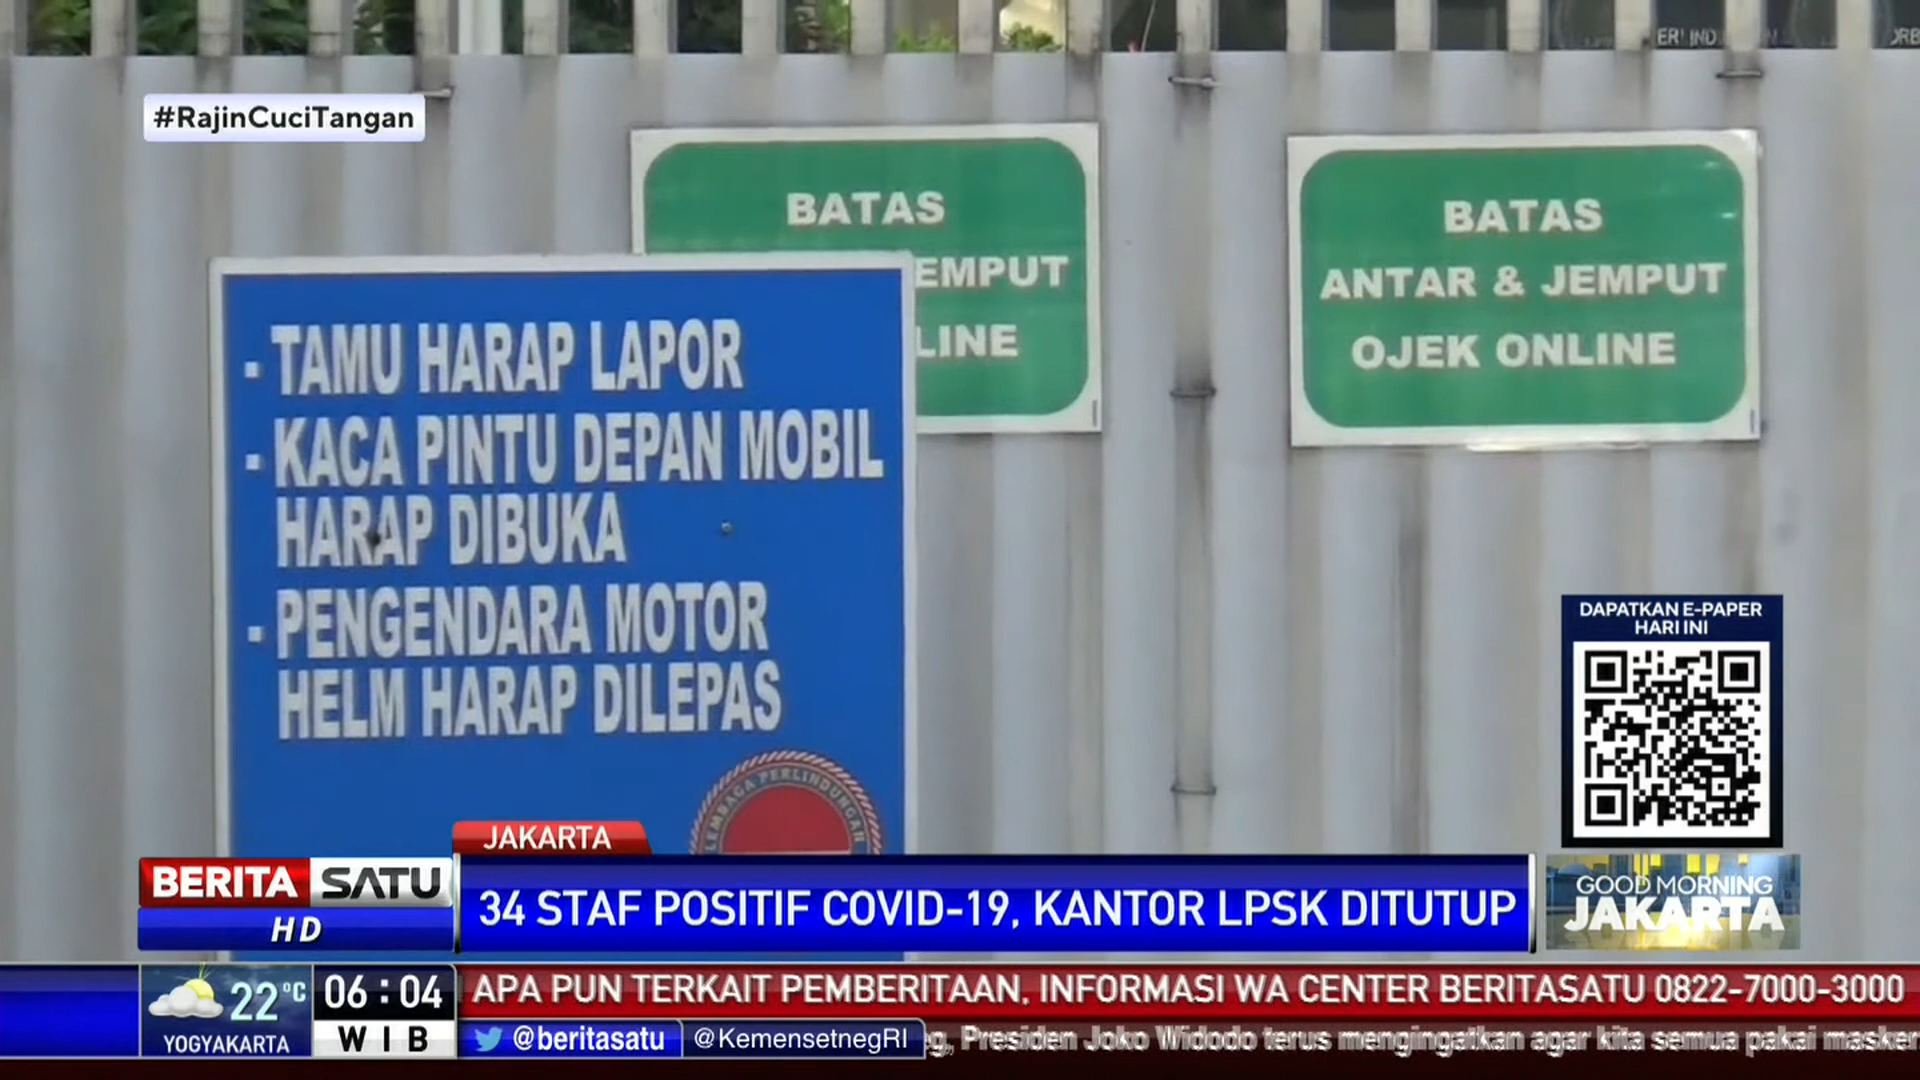 #RajinCuciTangan
BATAS
EMPUT
LINE
BATAS
ANTAR & JEMPUT
OJEK ONLINE
- TAMU HARAP LAPOR
- KACA PINTU DEPAN MOBIL
HARAP DIBUKA
- PENGENDARA MOTOR
HELM HARAP DILEPAS
LEMBAGA PERLINDUNGAN
DAPATKAN E-PAPER
HARI INI
JAKARTA
BERITA SATU
HD
34 STAF POSITIF COVID-19, KANTOR LPSK DITUTUP
GOOD MORNING
JAKARTA
22°C
YOGYAKARTA
06:04
WIB
APA PUN TERKAIT PEMBERITAAN, INFORMASI WA CENTER BERITASATU 0822-7000-3000
@beritasatu
@KemensetnegRI
eg, Presiden Joko Widodo terus mengingatkan agar kita semua pakai masker